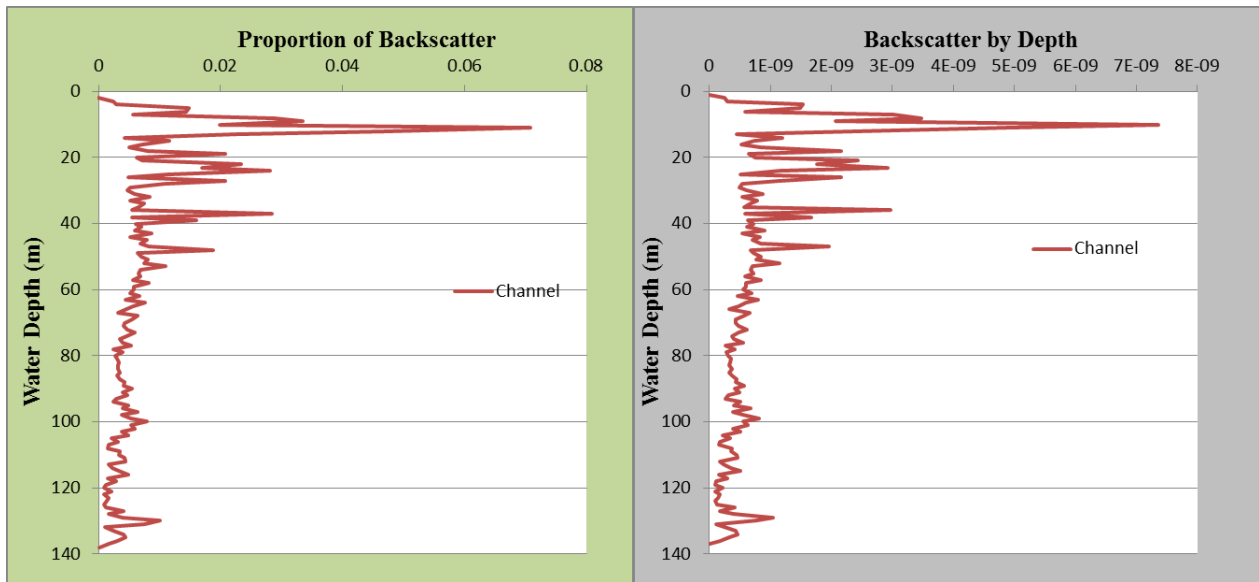 Proportion of Backscatter
0 0.02 0.04 0.06 0.08
Water Depth (m)
0
20
40
60
80
100
120
140
Channel
Backscatter by Depth
0 1E-09 2E-09 3E-09 4E-09 5E-09 6E-09 7E-09 8E-09
Water Depth (m)
0
20
40
60
80
100
120
140
Channel